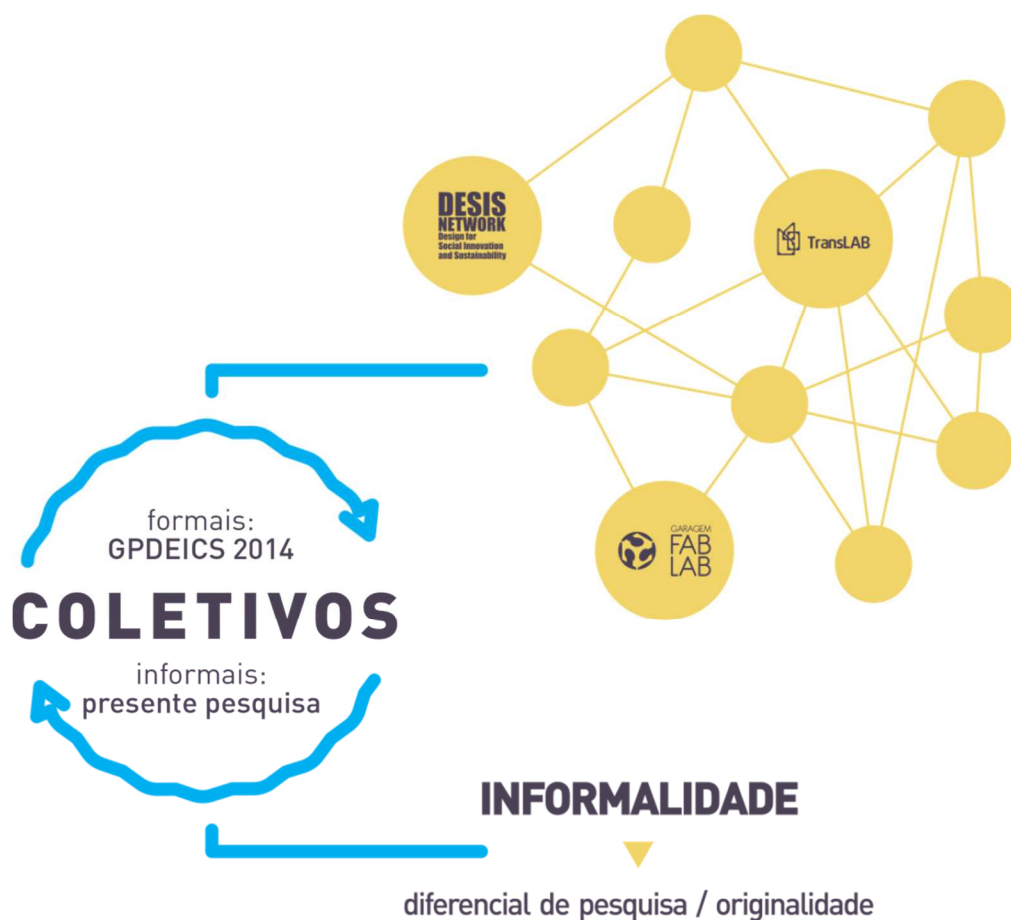 DESIS
NETWORK
Design for
Social Innovation
and Sustainability
TransLAB
GARAGEM
FAB
LAB
formais:
GPDEICS 2014
COLETIVOS
informais:
presente pesquisa
INFORMALIDADE
diferencial de pesquisa / originalidade